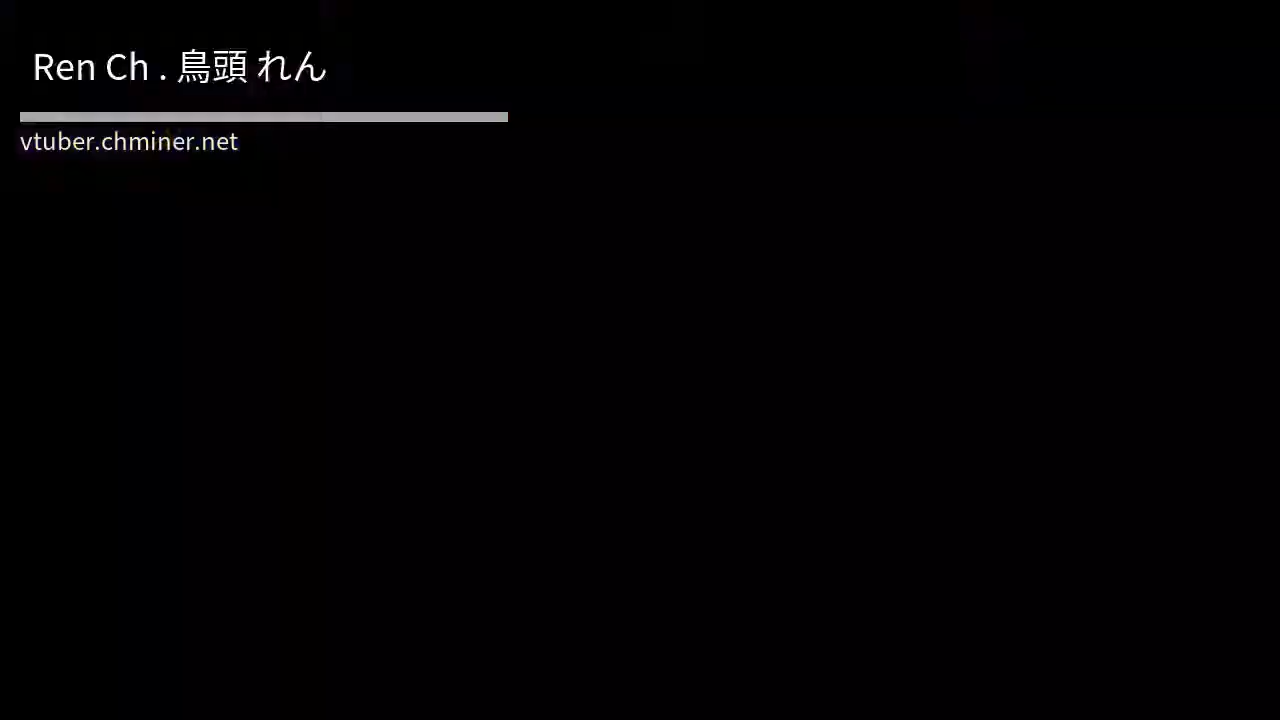 Ren Ch . 鳥頭 れん
vtuber.chminer.net